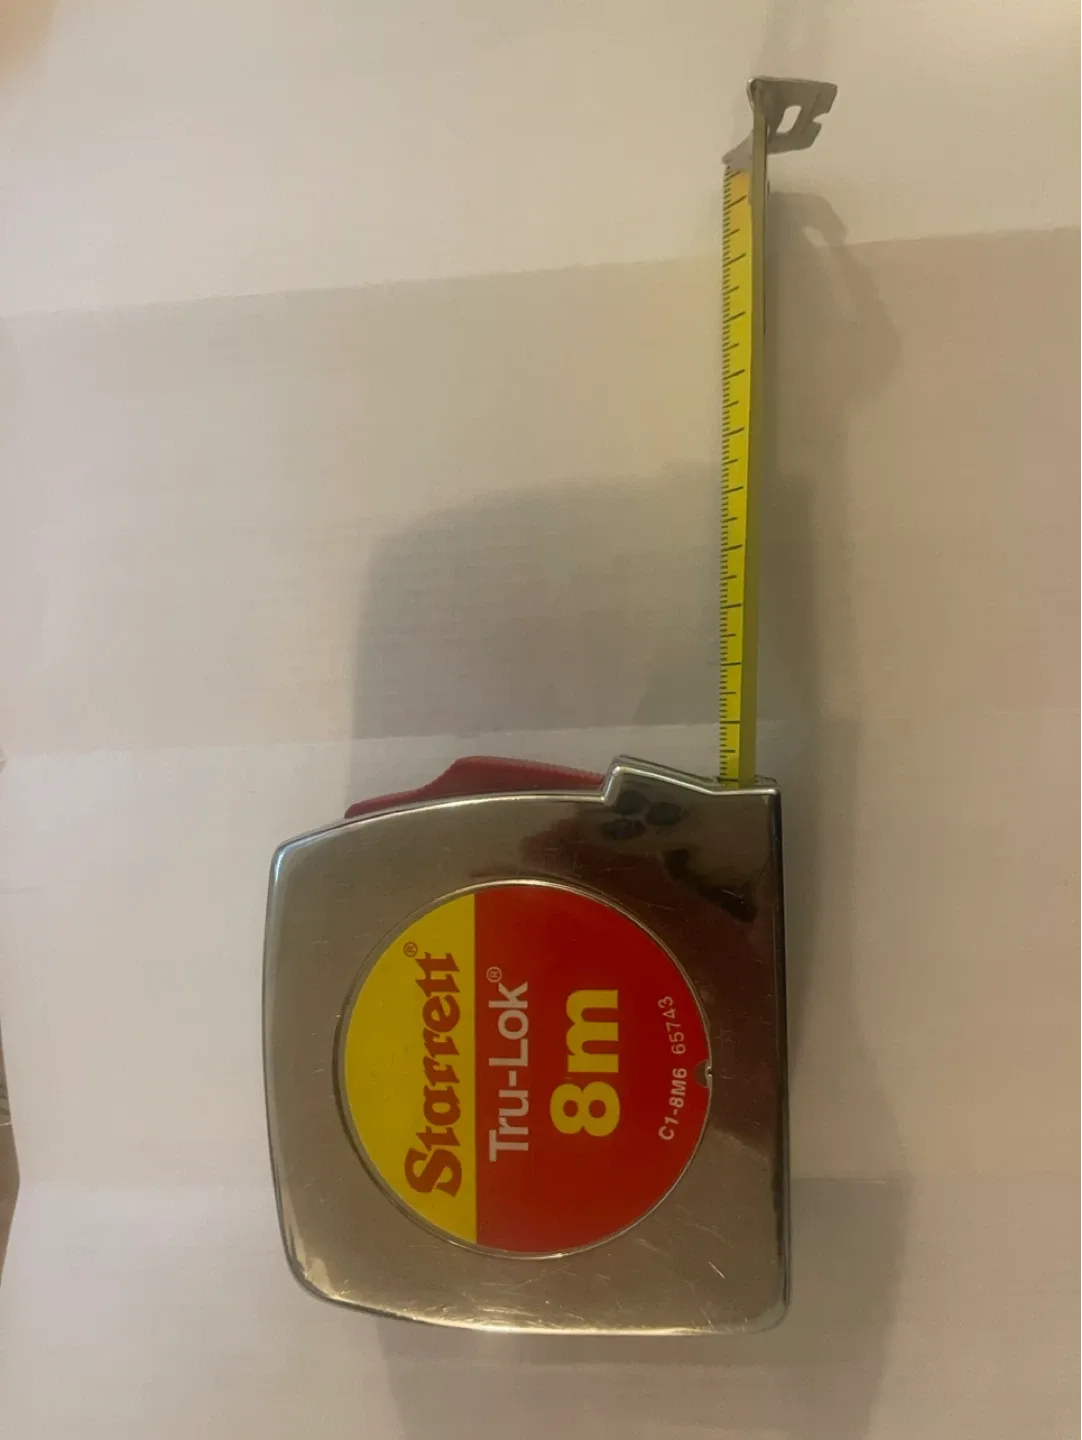 Starrett®
Tru-Lok®
8m
C1-8M6 65743